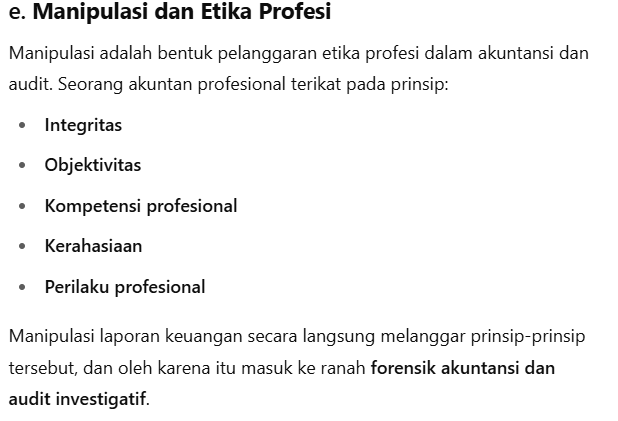 e. Manipulasi dan Etika Profesi
Manipulasi adalah bentuk pelanggaran etika profesi dalam akuntansi dan
audit. Seorang akuntan profesional terikat pada prinsip:
• Integritas
• Objektivitas
• Kompetensi profesional
• Kerahasiaan
• Perilaku profesional
Manipulasi laporan keuangan secara langsung melanggar prinsip-prinsip
tersebut, dan oleh karena itu masuk ke ranah forensik akuntansi dan
audit investigatif.